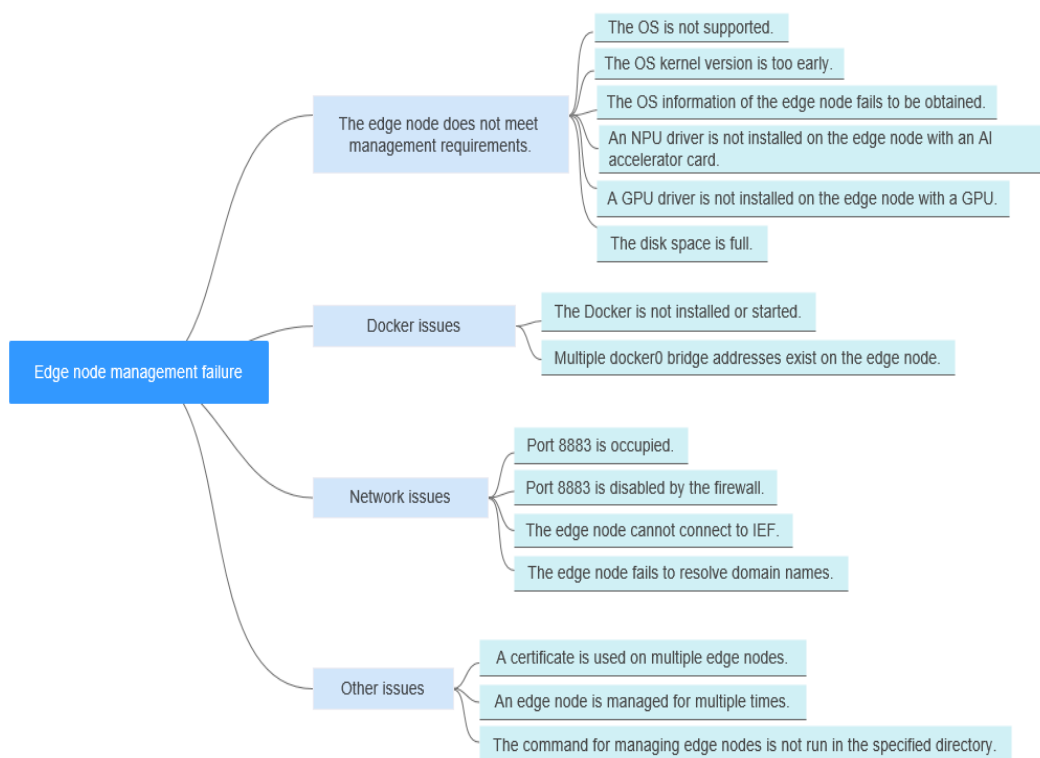 Edge node management failure
The edge node does not meet
management requirements.
The OS is not supported.
The OS kernel version is too early.
The OS information of the edge node fails to be obtained.
An NPU driver is not installed on the edge node with an AI
accelerator card.
A GPU driver is not installed on the edge node with a GPU.
The disk space is full.
Docker issues
The Docker is not installed or started.
Multiple docker0 bridge addresses exist on the edge node.
Network issues
Port 8883 is occupied.
Port 8883 is disabled by the firewall.
The edge node cannot connect to IEF.
The edge node fails to resolve domain names.
Other issues
A certificate is used on multiple edge nodes.
An edge node is managed for multiple times.
The command for managing edge nodes is not run in the specified directory.